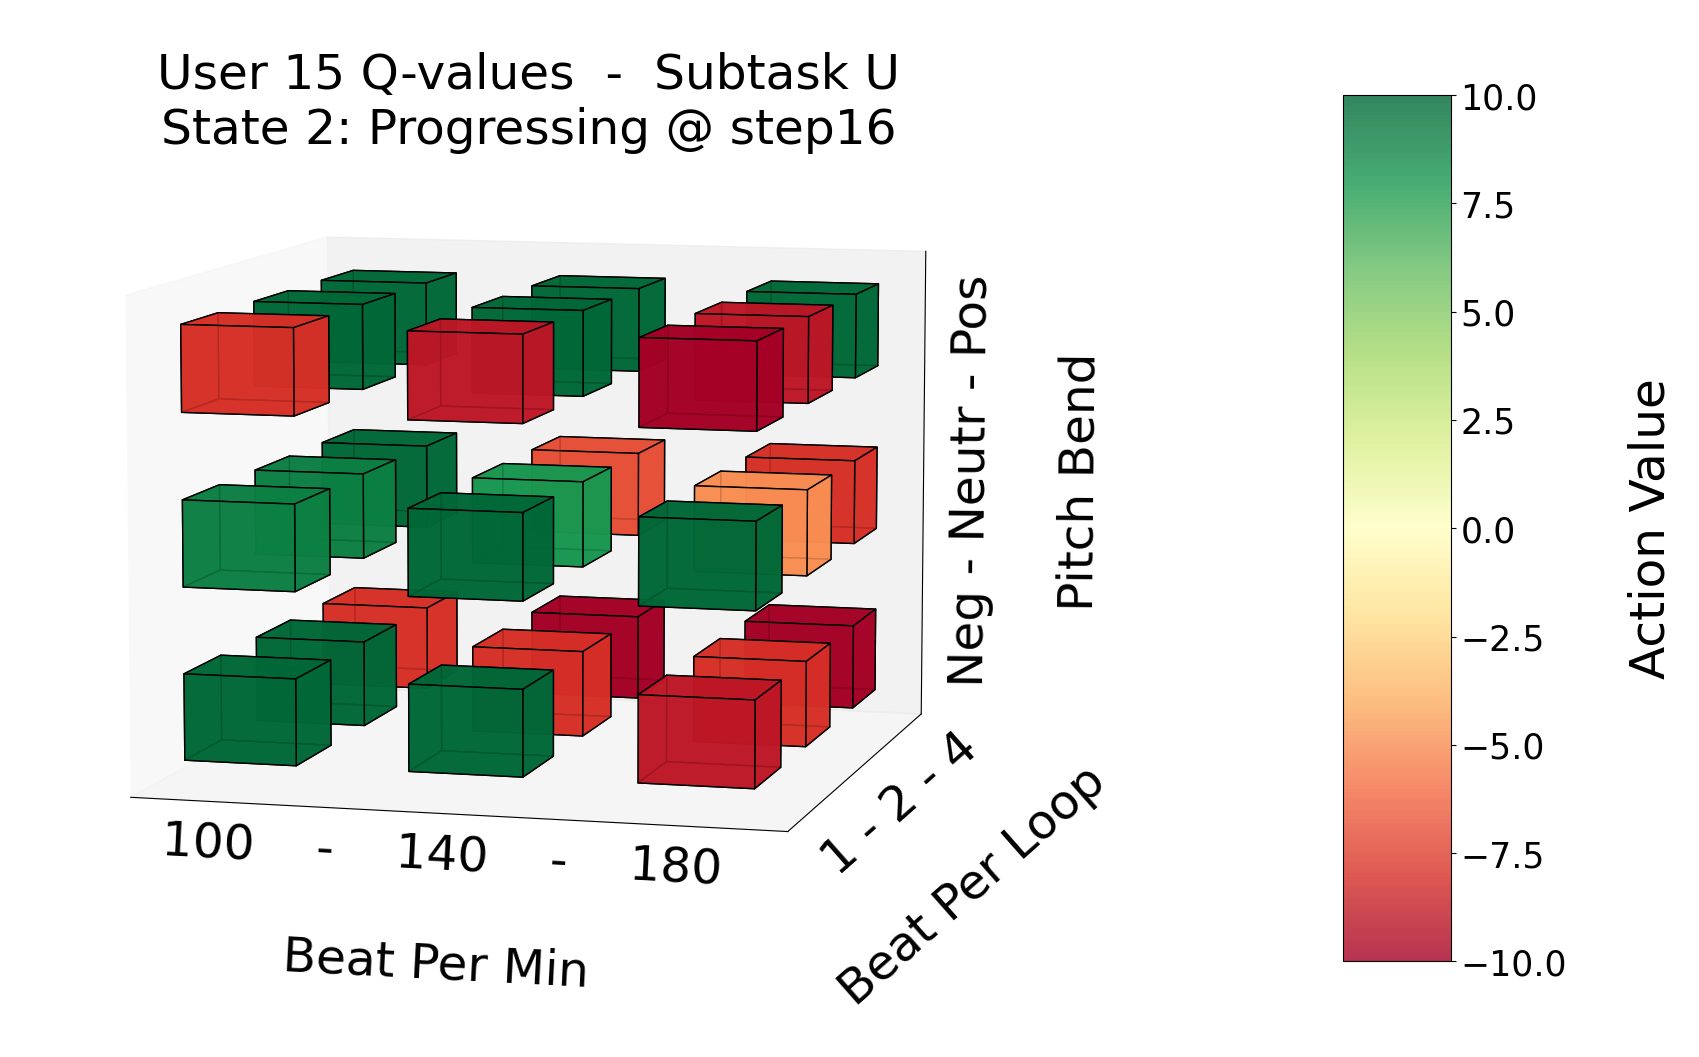 User 15 Q-values - Subtask U
State 2: Progressing @ step16
100 - 140 - 180
Beat Per Min
1 - 2 - 4
Beat Per Loop
Neg - Neutr - Pos
Pitch Bend
10.0
7.5
5.0
2.5
0.0
−2.5
−5.0
−7.5
−10.0
Action Value